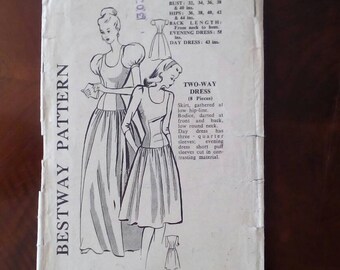 BUST: 32, 34, 36, 38
& 40 ins.
HIPS: 36, 38, 40, 42
& 44 ins.
BACK LENGTH:
From neck to hem:
EVENING DRESS: 58
ins.
DAY DRESS: 42 ins.
TWO-WAY
DRESS
(8 Pieces)
Skirt, gathered at
low hip-line.
Bodice, darted at
front and back,
low round neck.
Day dress has
three - quarter
sleeves; evening
dress short puff
sleeves cut in con-
trasting material.
BESTWAY PATTERN